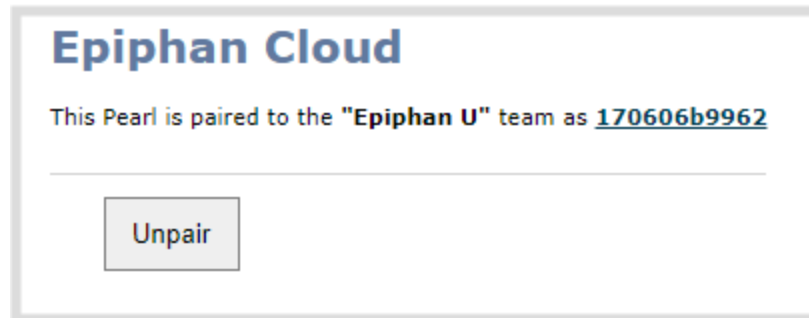 Epiphan Cloud
This Pearl is paired to the "Epiphan U" team as 170606b9962
Unpair